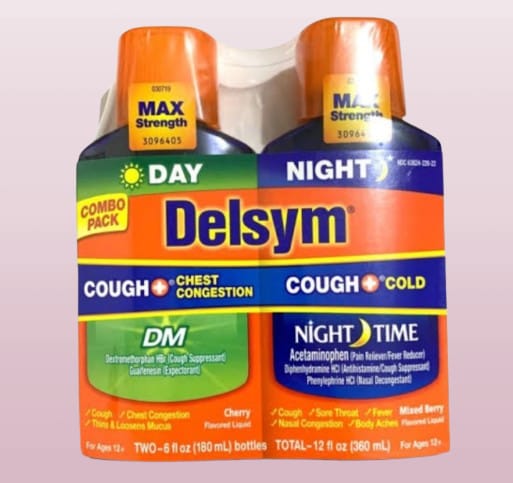 030719
MAX
Strength
3096405
MAX
Strength
3096
DAY
NIGHT
COMBO
PACK
Delsym®
COUGH+® CHEST
CONGESTION
COUGH+® COLD
DM
Dextromethorphan HBr (Cough Suppressant)
Guaifenesin (Expectorant)
NIGHT TIME
Acetaminophen (Pain Reliever/Fever Reducer)
Diphenhydramine HCl (Antihistamine/Cough Suppressant)
Phenylephrine HCl (Nasal Decongestant)
✓Cough ✓Chest Congestion
✓Thins & Loosens Mucus
Cherry
Flavored Liquid
✓Cough ✓Sore Throat ✓Fever
✓Nasal Congestion ✓Body Aches
Mixed Berry
Flavored Liquid
For Ages 12+ TWO–6 fl oz (180 mL) bottles TOTAL–12 fl oz (360 mL) For Ages 12+